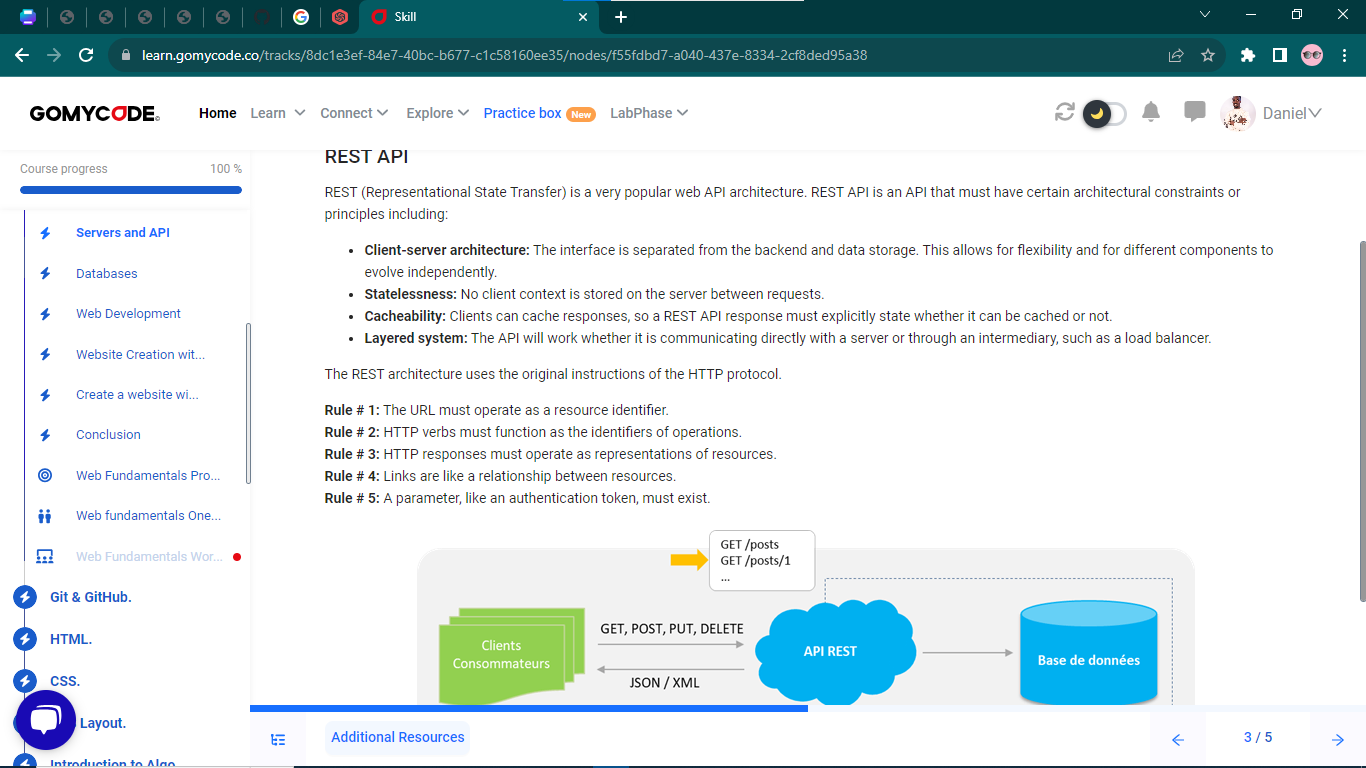 Skill
learn.gomycode.co/tracks/8dc1e3ef-84e7-40bc-b677-c1c58160ee35/nodes/f55fdbd7-a040-437e-8334-2cf8ded95a38
GOMYCODE
Home Learn Connect Explore Practice box New LabPhase Daniel
Course progress 100 %
Servers and API
Databases
Web Development
Website Creation wit...
Create a website wi...
Conclusion
Web Fundamentals Pro...
Web fundamentals One...
Web Fundamentals Wor...
Git & GitHub.
HTML.
CSS.
Layout.
Introduction to Algo
REST API
REST (Representational State Transfer) is a very popular web API architecture. REST API is an API that must have certain architectural constraints or
principles including:
• Client-server architecture: The interface is separated from the backend and data storage. This allows for flexibility and for different components to
evolve independently.
• Statelessness: No client context is stored on the server between requests.
• Cacheability: Clients can cache responses, so a REST API response must explicitly state whether it can be cached or not.
• Layered system: The API will work whether it is communicating directly with a server or through an intermediary, such as a load balancer.
The REST architecture uses the original instructions of the HTTP protocol.
Rule # 1: The URL must operate as a resource identifier.
Rule # 2: HTTP verbs must function as the identifiers of operations.
Rule # 3: HTTP responses must operate as representations of resources.
Rule # 4: Links are like a relationship between resources.
Rule # 5: A parameter, like an authentication token, must exist.
GET /posts
GET /posts/1
...
Clients
Consommateurs
GET, POST, PUT, DELETE
JSON / XML
API REST
Base de données
Additional Resources
3 / 5